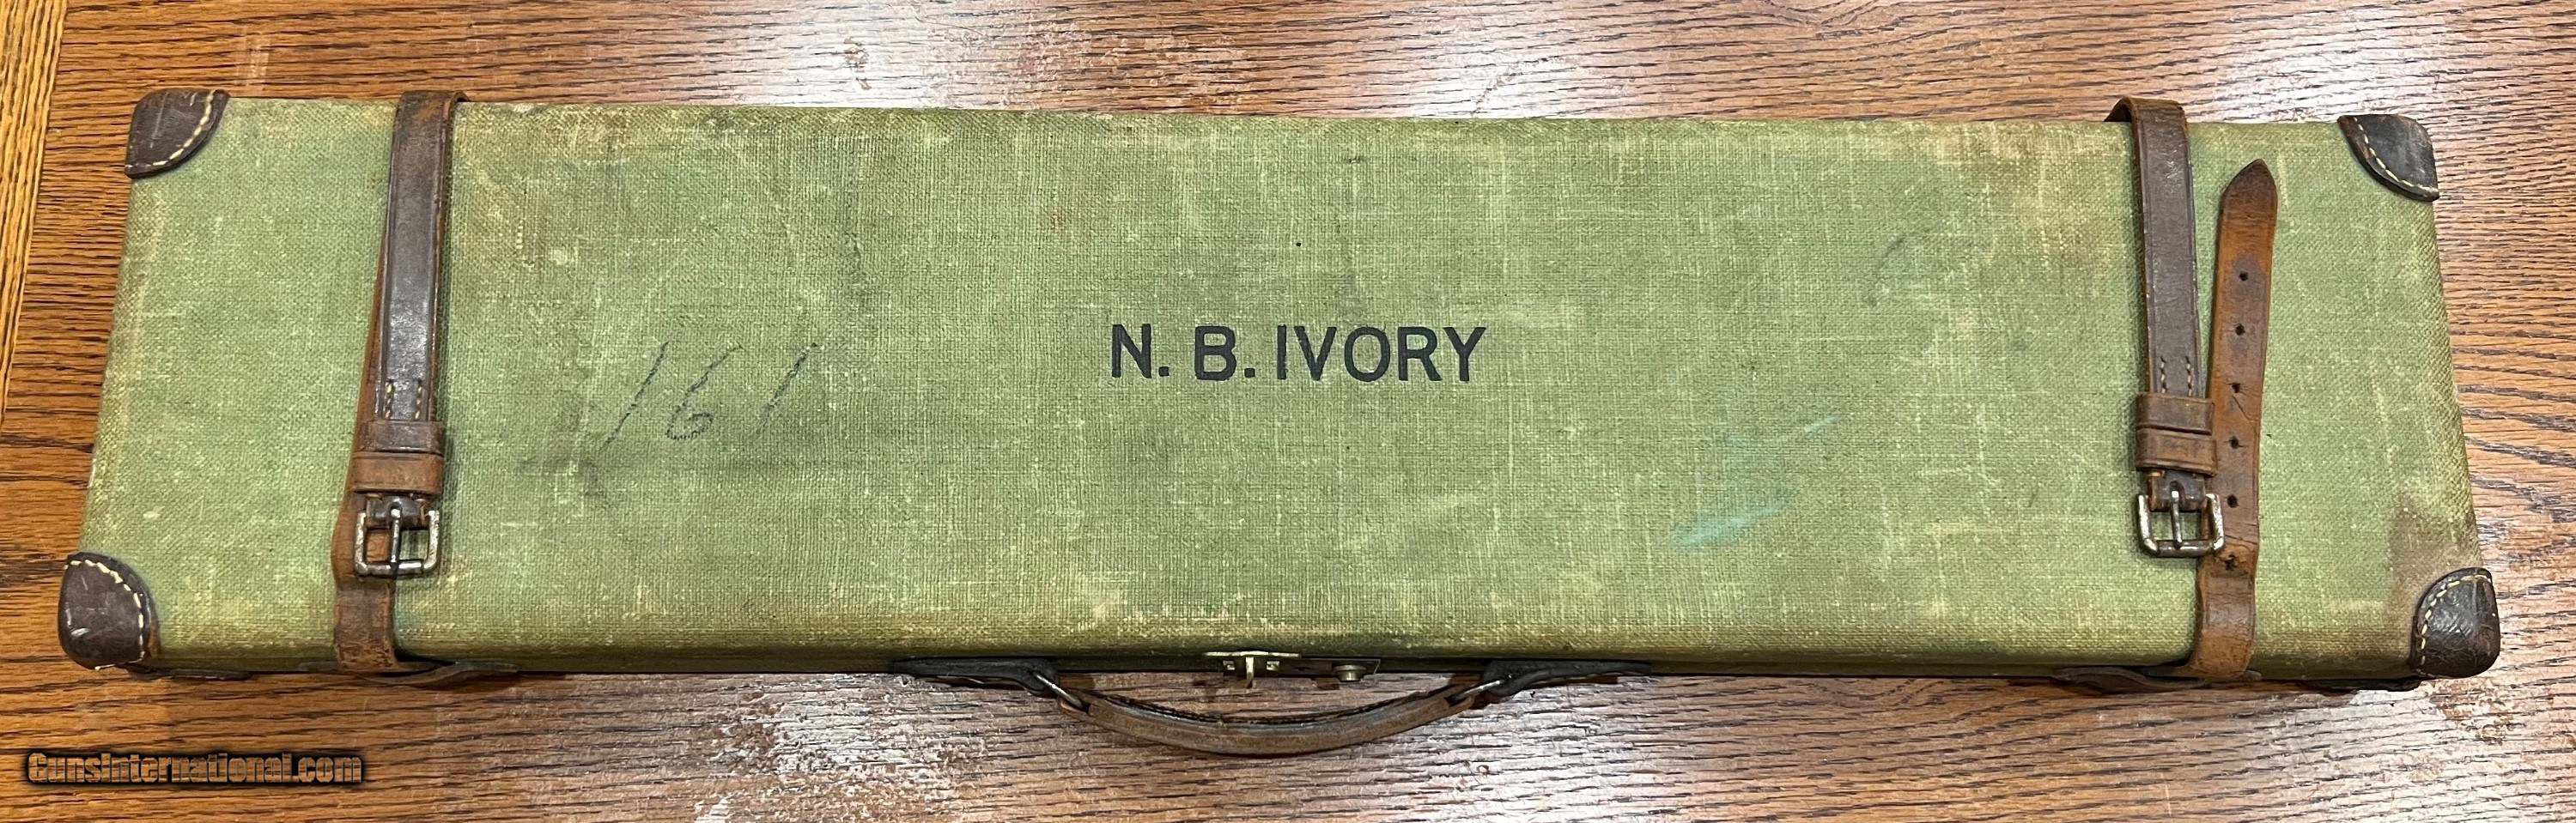 N. B. IVORY
161
GunsInternational.com